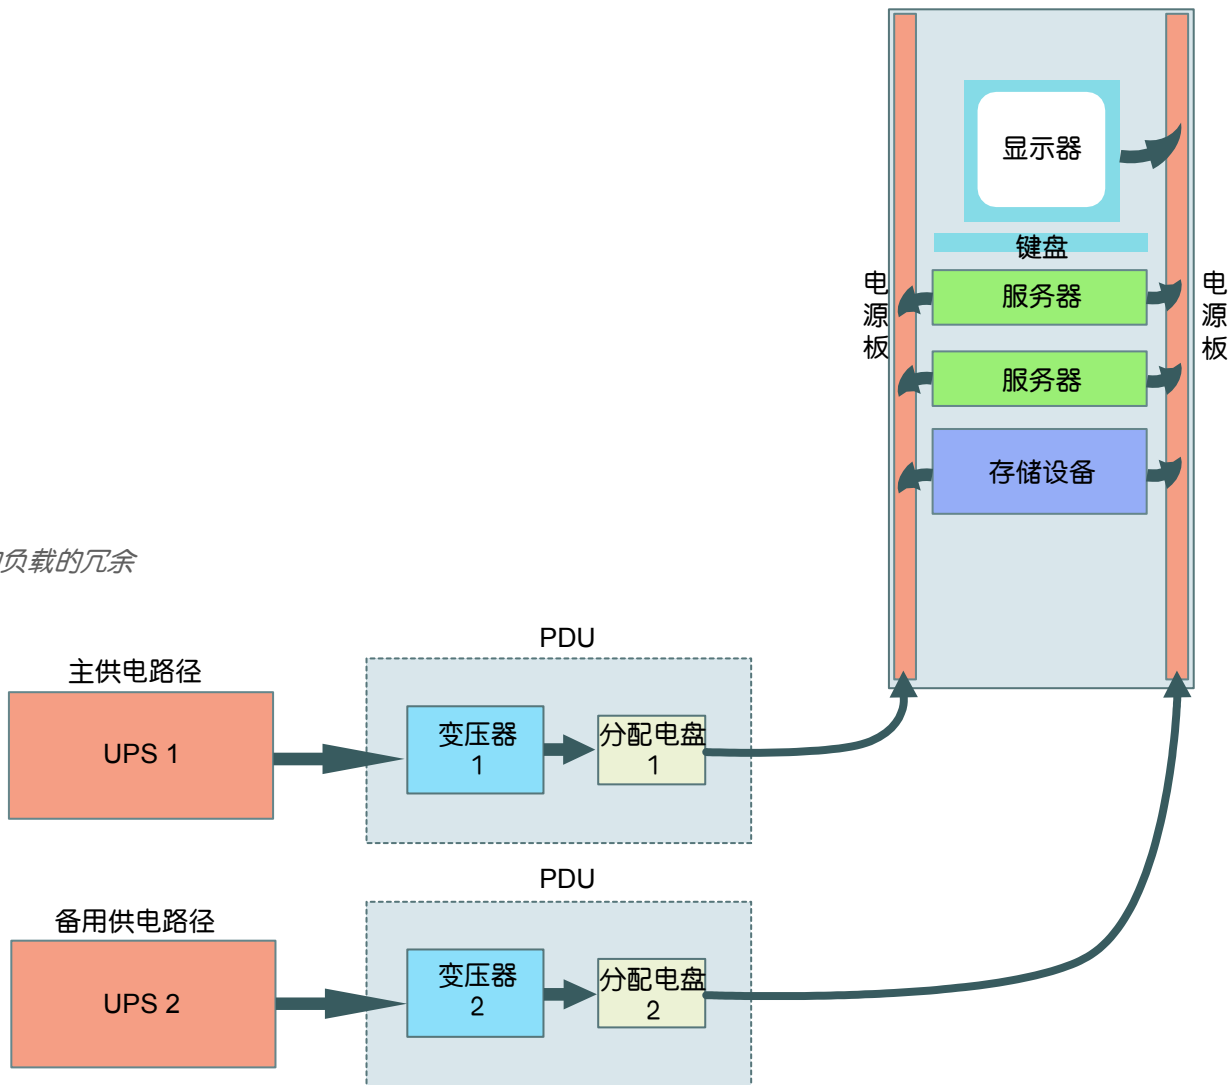 显示器
键盘
电源板
电源板
服务器
服务器
存储设备
负载的冗余
PDU
主供电路径
UPS 1
变压器
1
分配电盘
1
PDU
备用供电路径
UPS 2
变压器
2
分配电盘
2